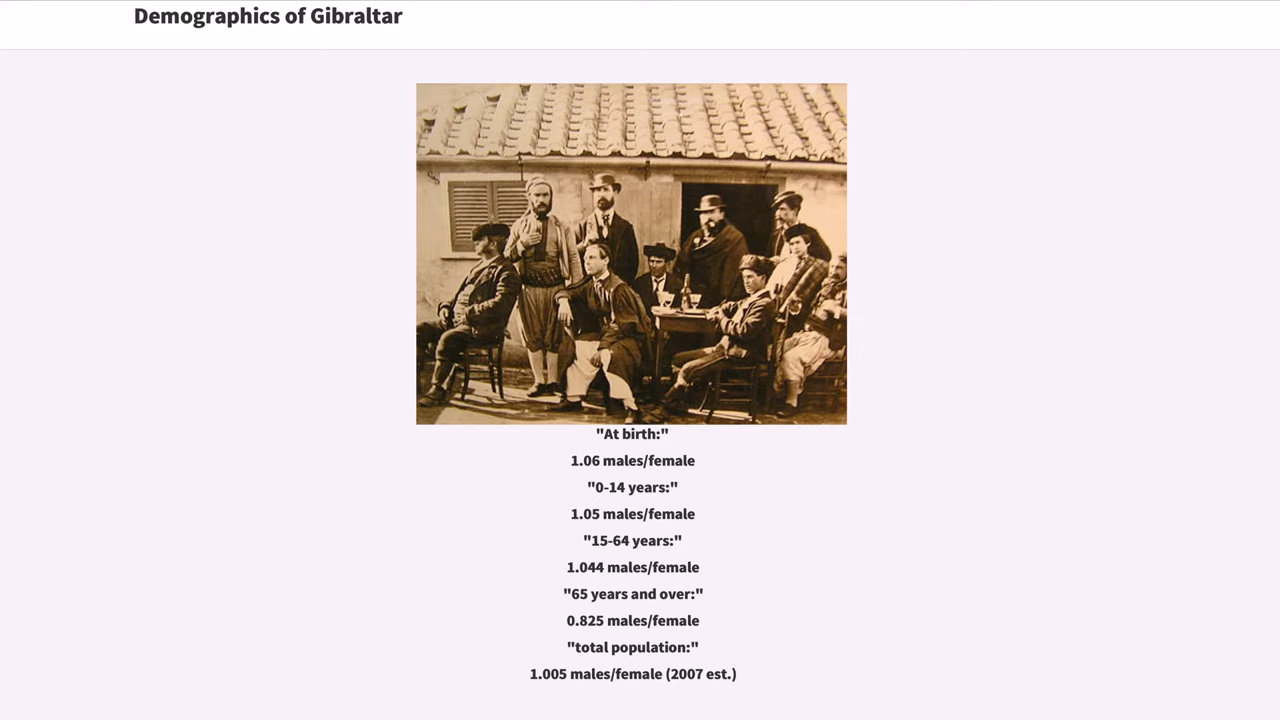 Demographics of Gibraltar
"At birth:"
1.06 males/female
"0-14 years:"
1.05 males/female
"15-64 years:"
1.044 males/female
"65 years and over:"
0.825 males/female
"total population:"
1.005 males/female (2007 est.)